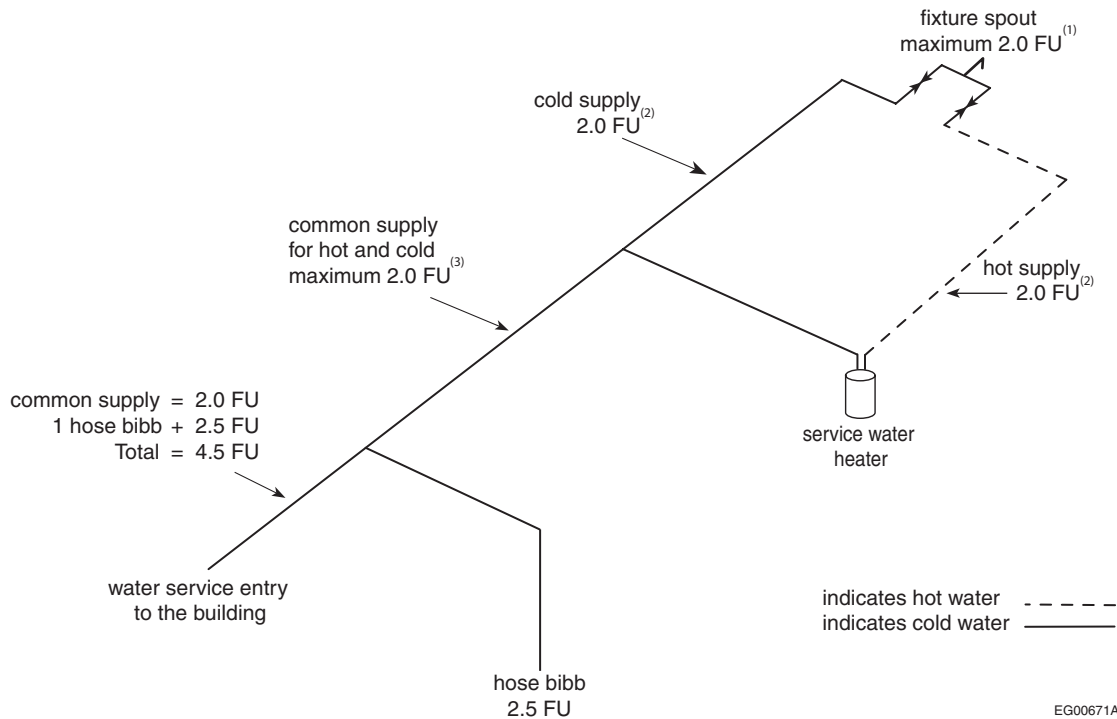 fixture spout
maximum 2.0 FU(1)
cold supply
2.0 FU(2)
common supply
for hot and cold
maximum 2.0 FU(3)
hot supply
2.0 FU(2)
common supply = 2.0 FU
1 hose bibb + 2.5 FU
Total = 4.5 FU
service water
heater
water service entry
to the building
indicates hot water
indicates cold water
hose bibb
2.5 FU
EG00671A